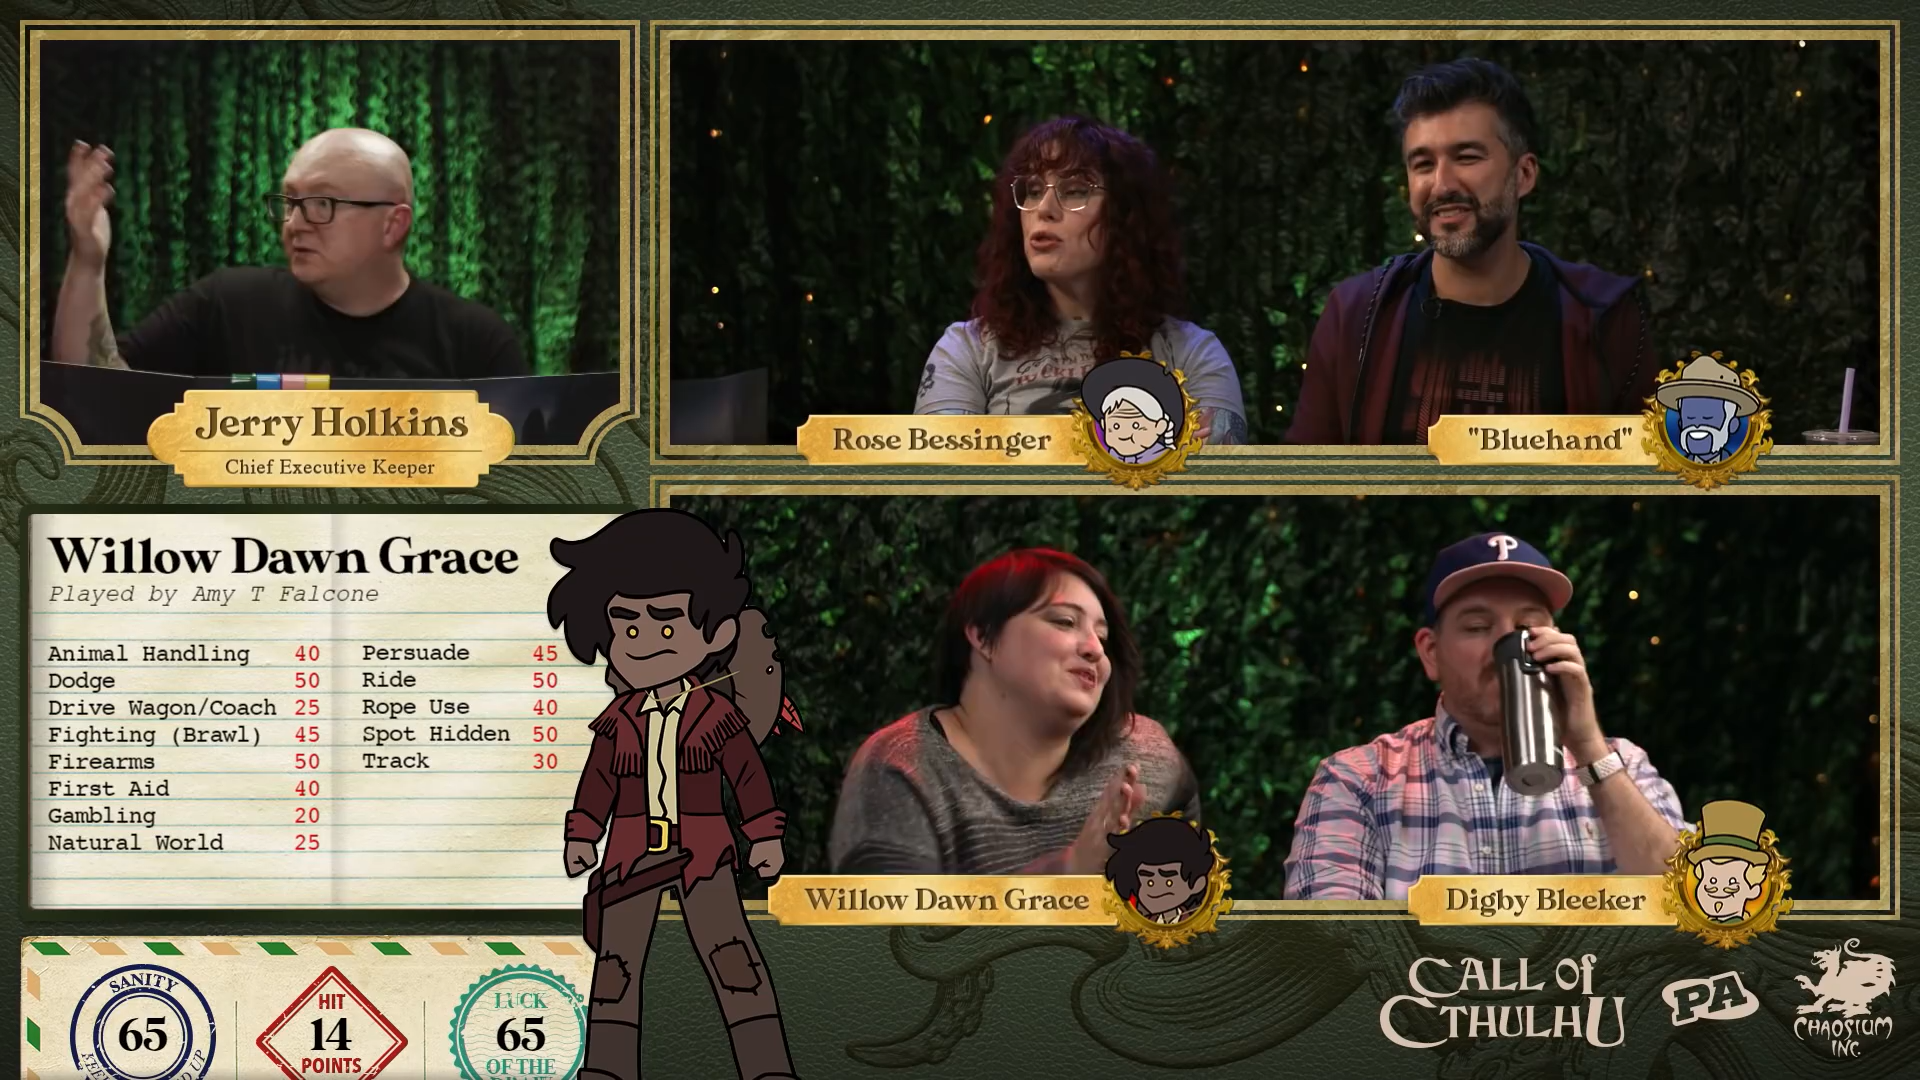 Jerry Holkins
Chief Executive Keeper
Rose Bessinger
"Bluehand"
Willow Dawn Grace
Played by Amy T Falcone
Animal Handling 40
Dodge 50
Drive Wagon/Coach 25
Fighting (Brawl) 45
Firearms 50
First Aid 40
Gambling 20
Natural World 25
Persuade 45
Ride 50
Rope Use 40
Spot Hidden 50
Track 30
P
Willow Dawn Grace
Digby Bleeker
SANITY
65
HIT
14
POINTS
LUCK
65
OF THE
CALL of
CTHULHU
PA
CHAOSIUM
INC.